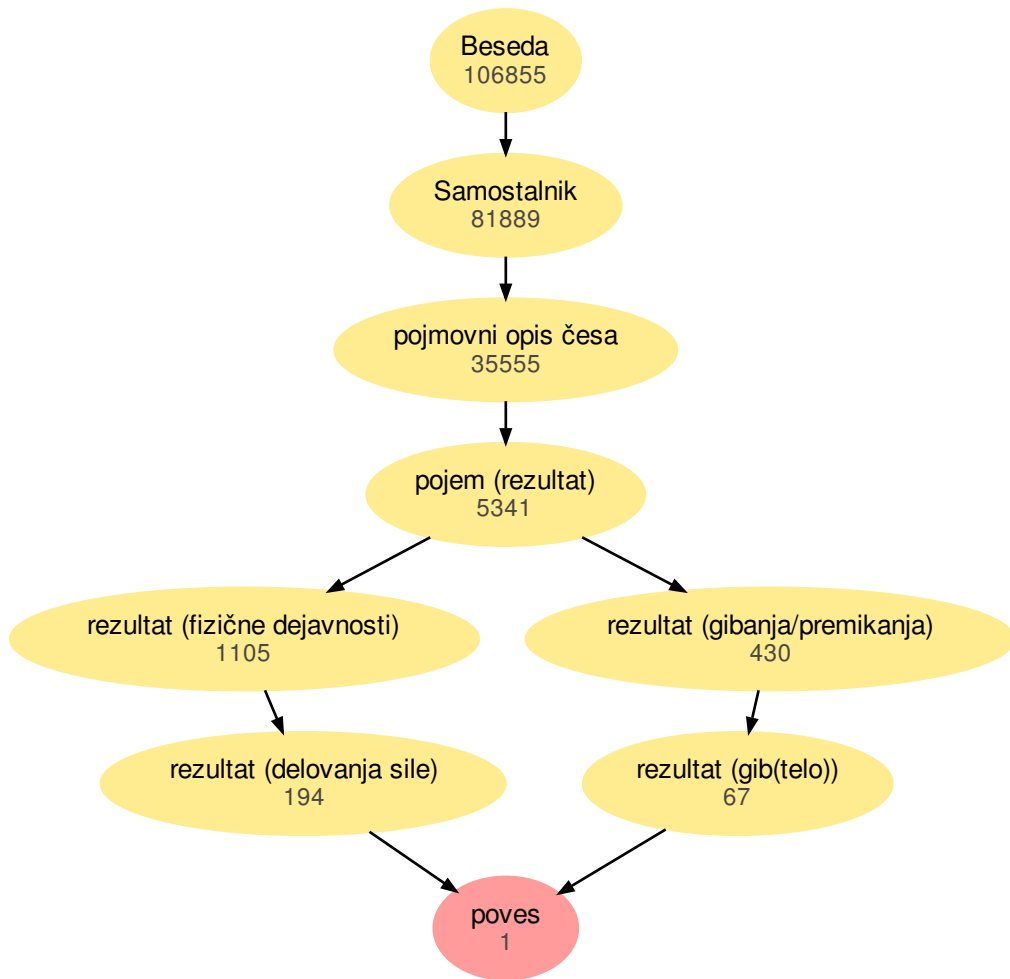 Beseda
106855
Samostalnik
81889
pojmovni opis česa
35555
pojem (rezultat)
5341
rezultat (fizične dejavnosti)
1105
rezultat (gibanja/premikanja)
430
rezultat (delovanja sile)
194
rezultat (gib(telo))
67
poves
1